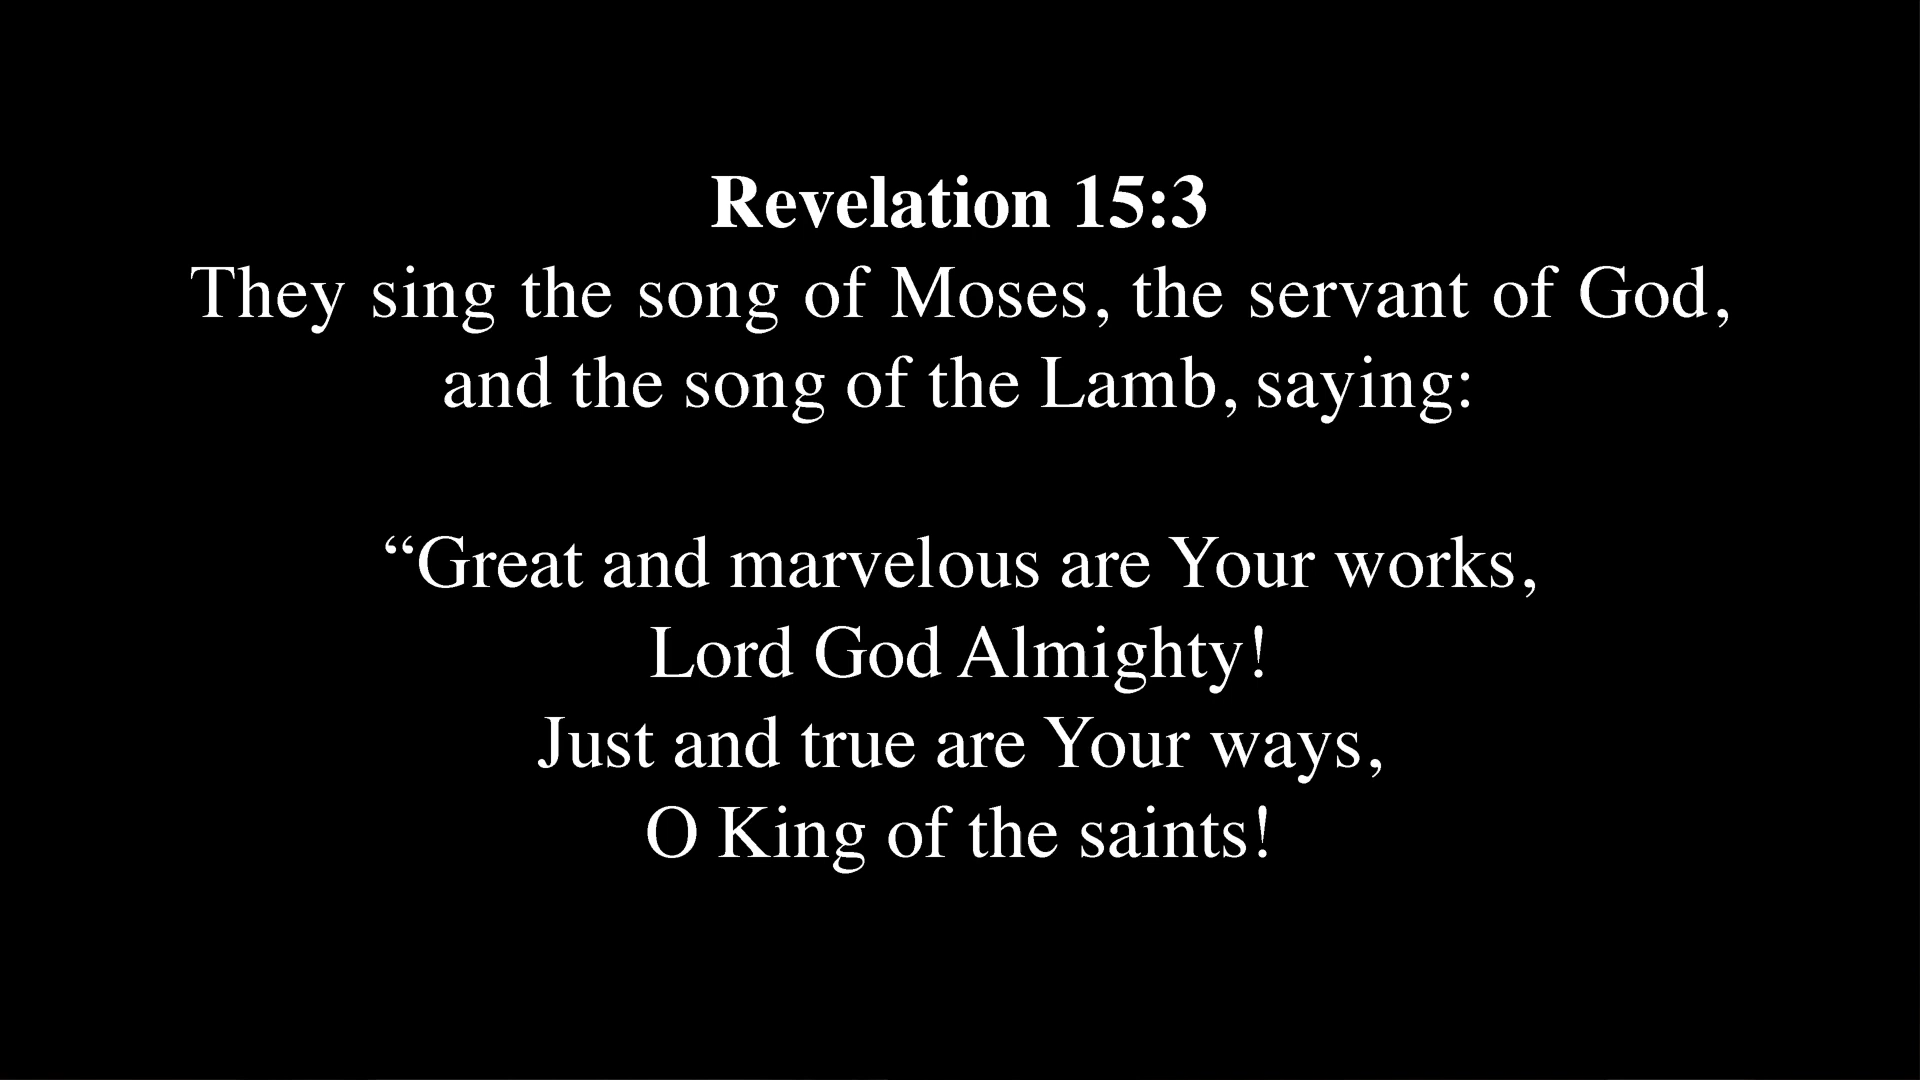 Revelation 15:3
They sing the song of Moses, the servant of God,
and the song of the Lamb, saying:
“Great and marvelous are Your works,
Lord God Almighty!
Just and true are Your ways,
O King of the saints!